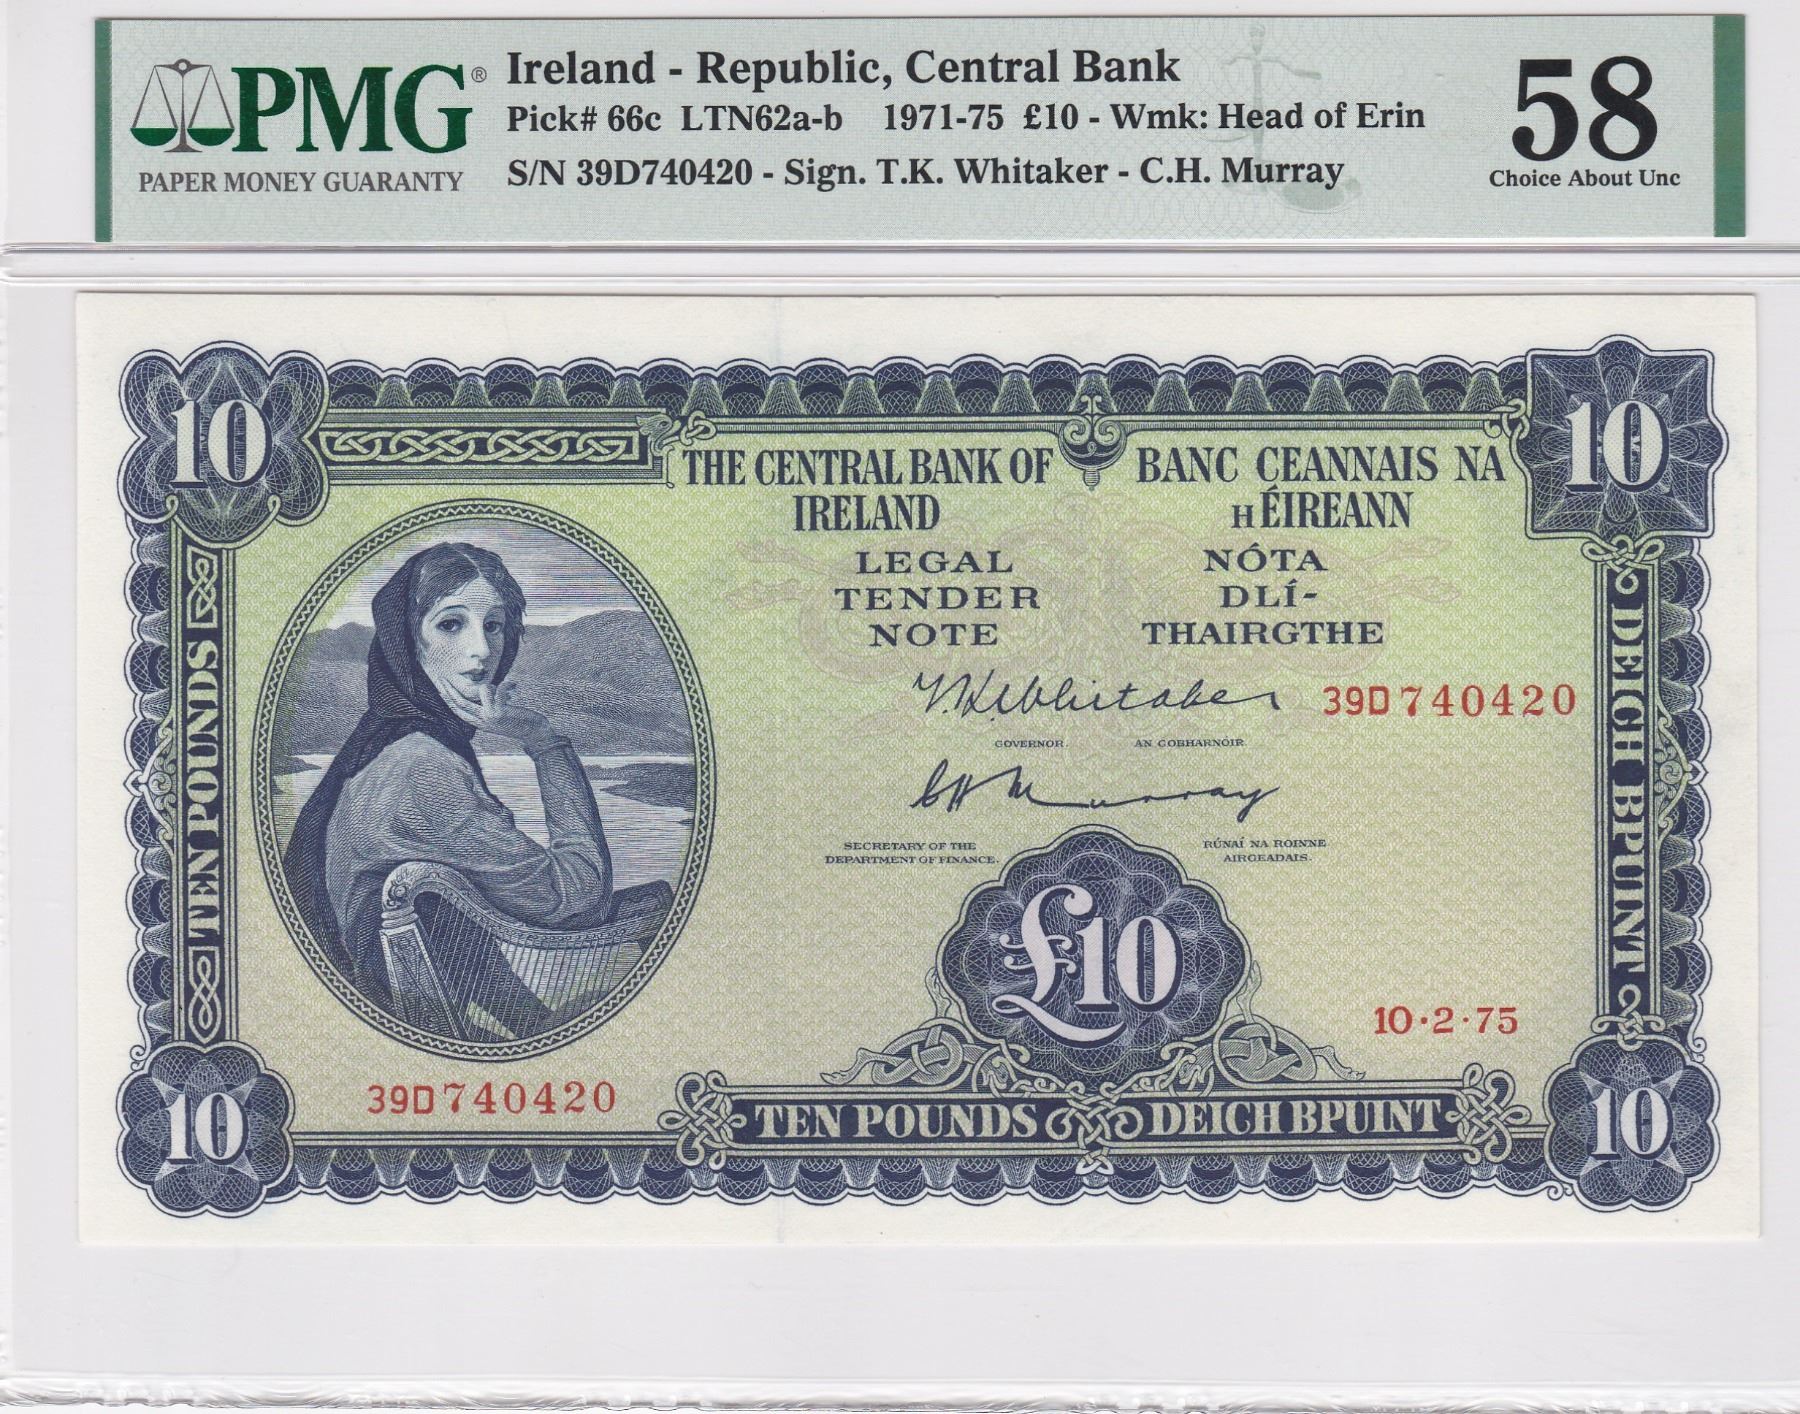 PMG®
PAPER MONEY GUARANTY
Ireland - Republic, Central Bank
Pick# 66c LTN62a-b 1971-75 £10 - Wmk: Head of Erin
S/N 39D740420 - Sign. T.K. Whitaker - C.H. Murray
58
Choice About Unc
10
10
THE CENTRAL BANK OF
IRELAND
BANC CEANNAIS NA
hÉIREANN
LEGAL
TENDER
NOTE
NÓTA
DLÍ-
THAIRGTHE
T.K. Whitaker
39D740420
GOVERNOR.
AN GOBHARNÓIR.
C H Murray
SECRETARY OF THE
DEPARTMENT OF FINANCE.
RÚNAÍ NA ROINNE
AIRGEADAIS.
TEN POUNDS
DEICH BPUINT
£10
10·2·75
39D740420
TEN POUNDS
DEICH BPUINT
10
10